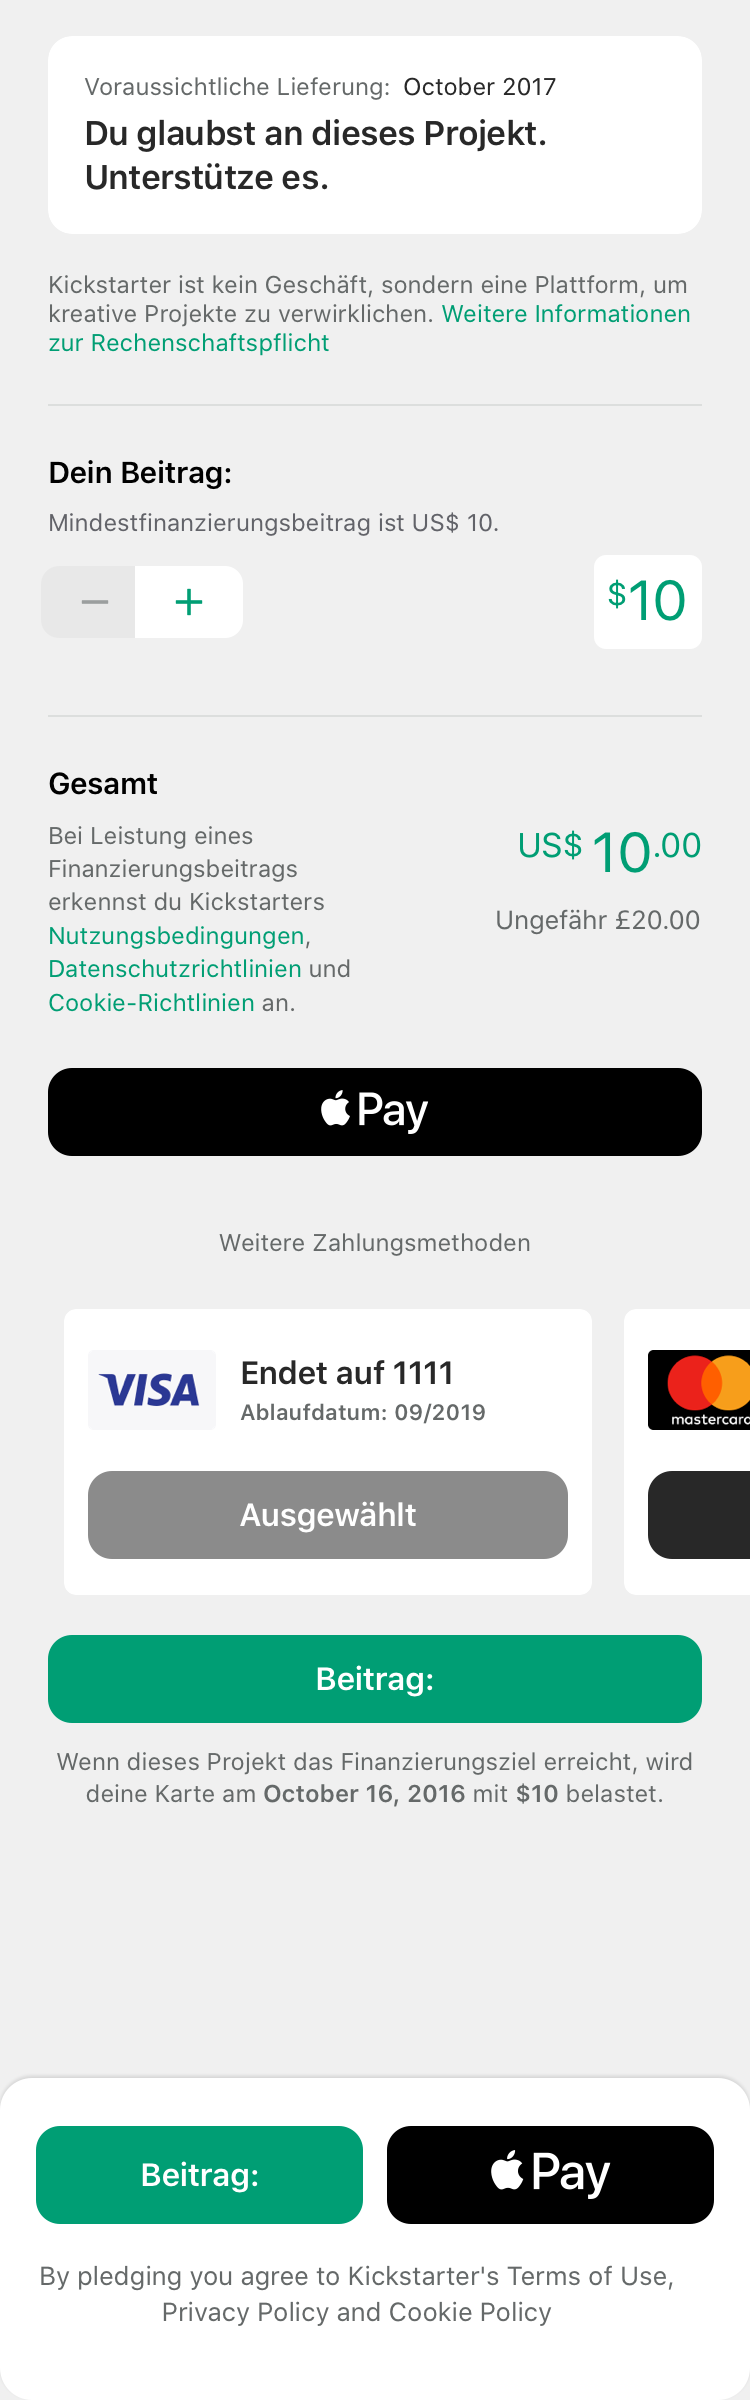 Voraussichtliche Lieferung: October 2017
Du glaubst an dieses Projekt.
Unterstütze es.
Kickstarter ist kein Geschäft, sondern eine Plattform, um
kreative Projekte zu verwirklichen. Weitere Informationen
zur Rechenschaftspflicht
Dein Beitrag:
Mindestfinanzierungsbeitrag ist US$ 10.
− +
$10
Gesamt
Bei Leistung eines
Finanzierungsbeitrags
erkennst du Kickstarters
Nutzungsbedingungen,
Datenschutzrichtlinien und
Cookie-Richtlinien an.
US$ 10.00
Ungefähr £20.00
Pay
Weitere Zahlungsmethoden
VISA
Endet auf 1111
Ablaufdatum: 09/2019
Ausgewählt
mastercard
Beitrag:
Wenn dieses Projekt das Finanzierungsziel erreicht, wird
deine Karte am October 16, 2016 mit $10 belastet.
Beitrag:
Pay
By pledging you agree to Kickstarter's Terms of Use,
Privacy Policy and Cookie Policy